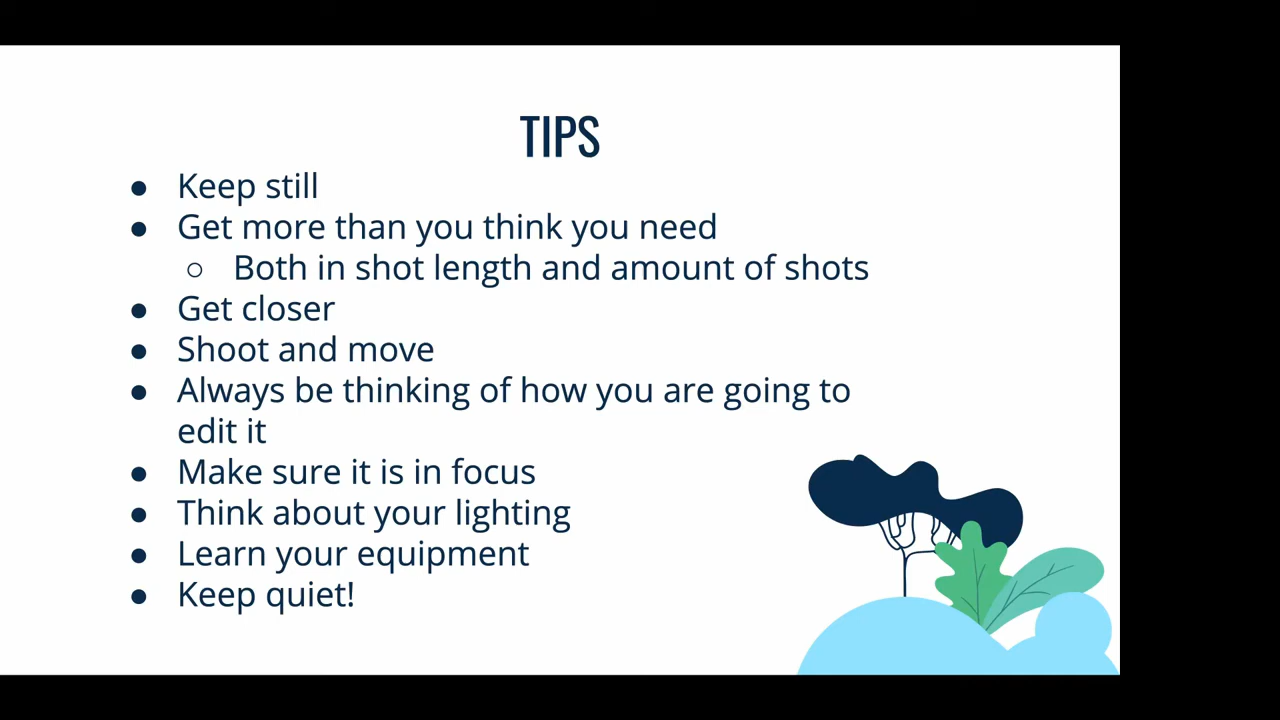 TIPS
● Keep still
● Get more than you think you need
○ Both in shot length and amount of shots
● Get closer
● Shoot and move
● Always be thinking of how you are going to
edit it
● Make sure it is in focus
● Think about your lighting
● Learn your equipment
● Keep quiet!